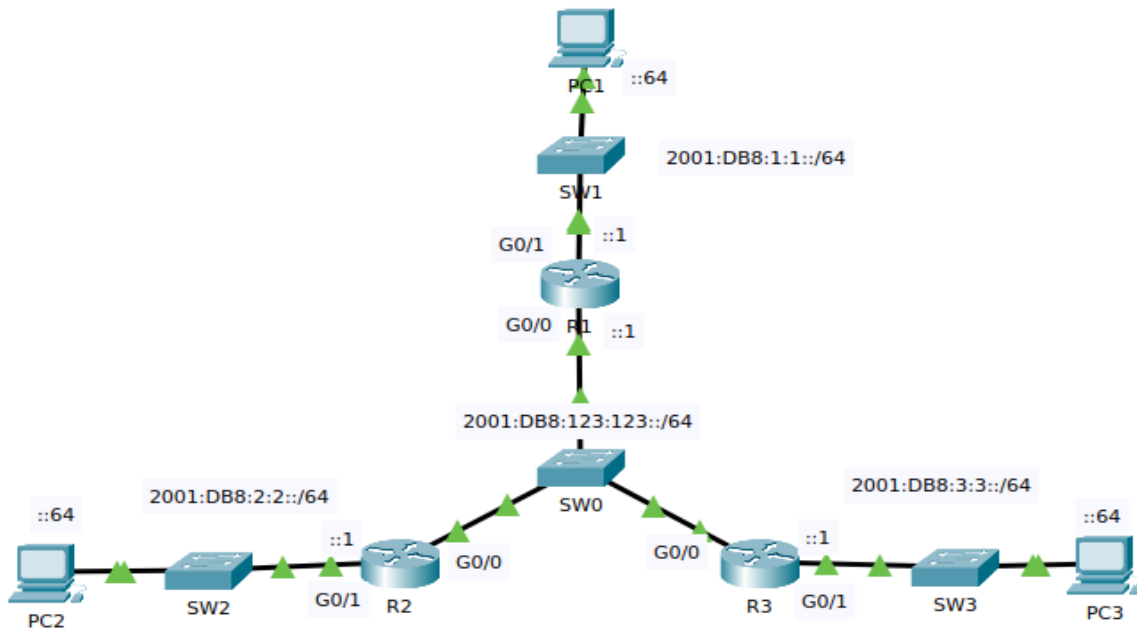 ::64
PC1
2001:DB8:1:1::/64
SW1
G0/1
::1
G0/0
R1
::1
2001:DB8:123:123::/64
SW0
2001:DB8:2:2::/64
::64
::1
G0/0
PC2
SW2
G0/1
R2
2001:DB8:3:3::/64
::64
G0/0
::1
R3
G0/1
SW3
PC3